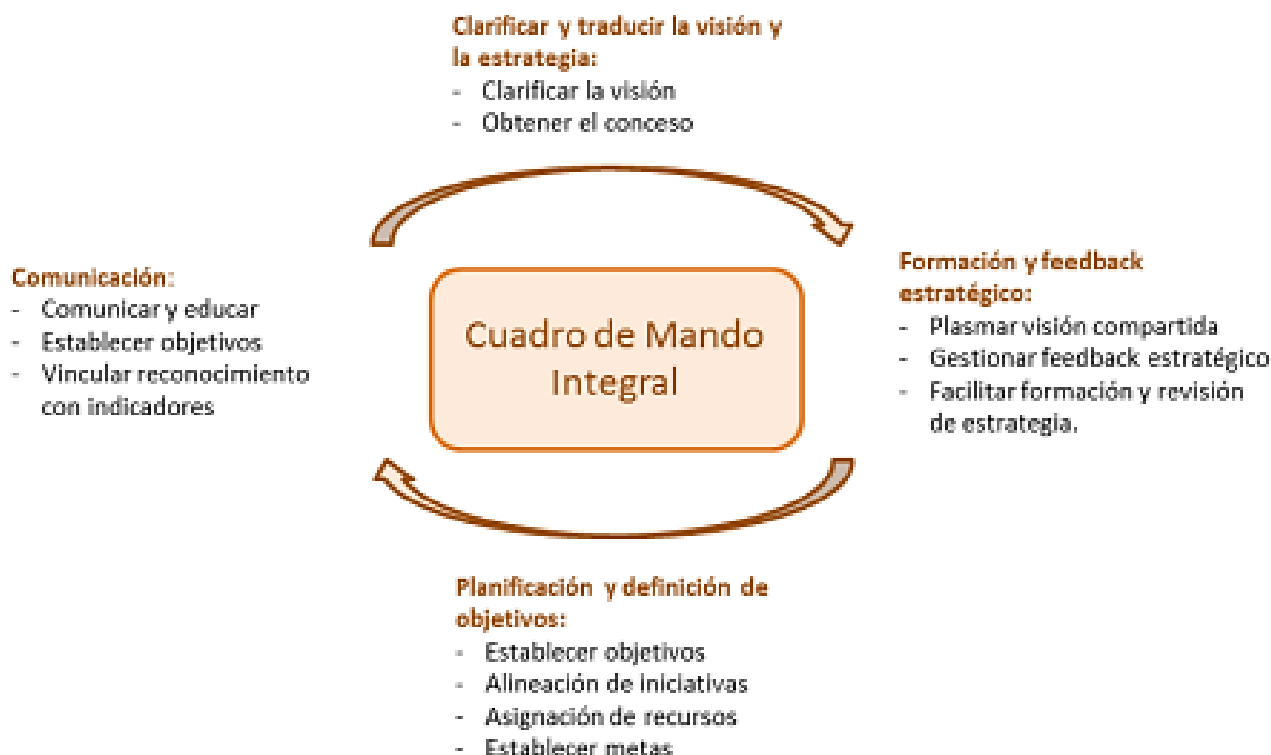 Clarificar y traducir la visión y
la estrategia:
- Clarificar la visión
- Obtener el conceso
Comunicación:
- Comunicar y educar
- Establecer objetivos
- Vincular reconocimiento
con indicadores
Cuadro de Mando
Integral
Formación y feedback
estratégico:
- Plasmar visión compartida
- Gestionar feedback estratégico
- Facilitar formación y revisión
de estrategia.
Planificación y definición de
objetivos:
- Establecer objetivos
- Alineación de iniciativas
- Asignación de recursos
- Establecer metas